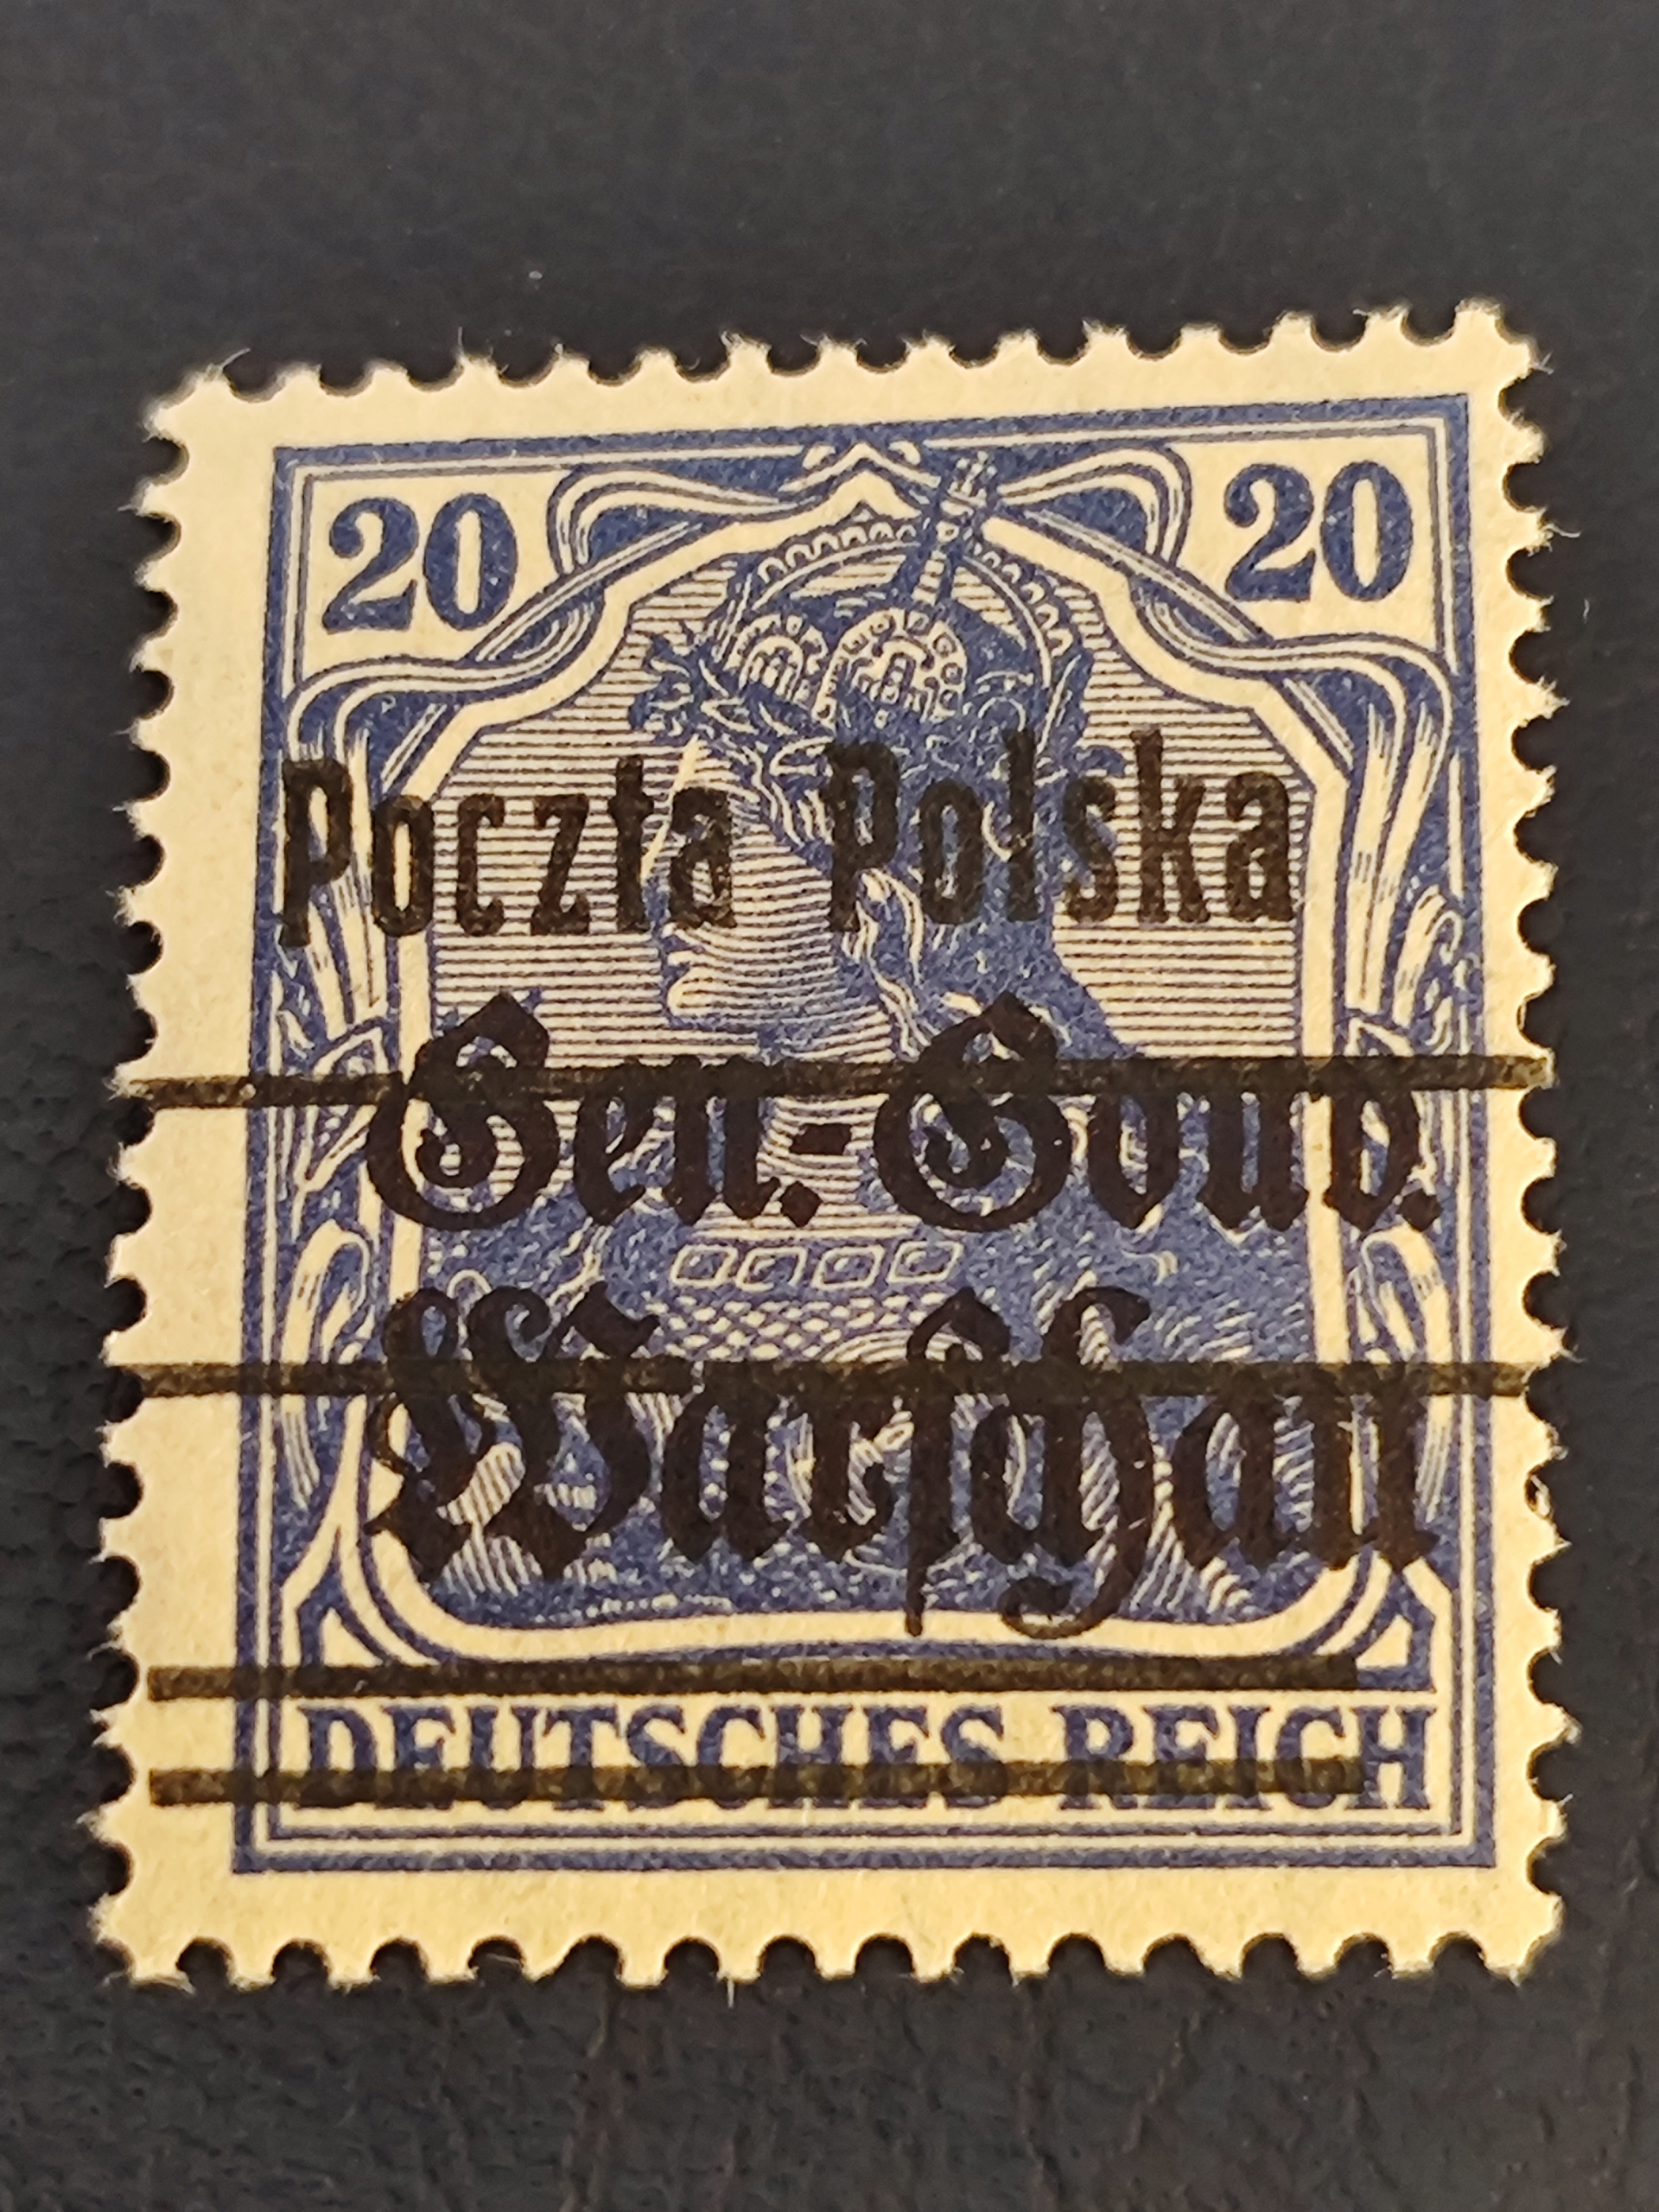 20 20
Poczta Polska
Gen.-Gouv.
Warschau
DEUTSCHES REICH